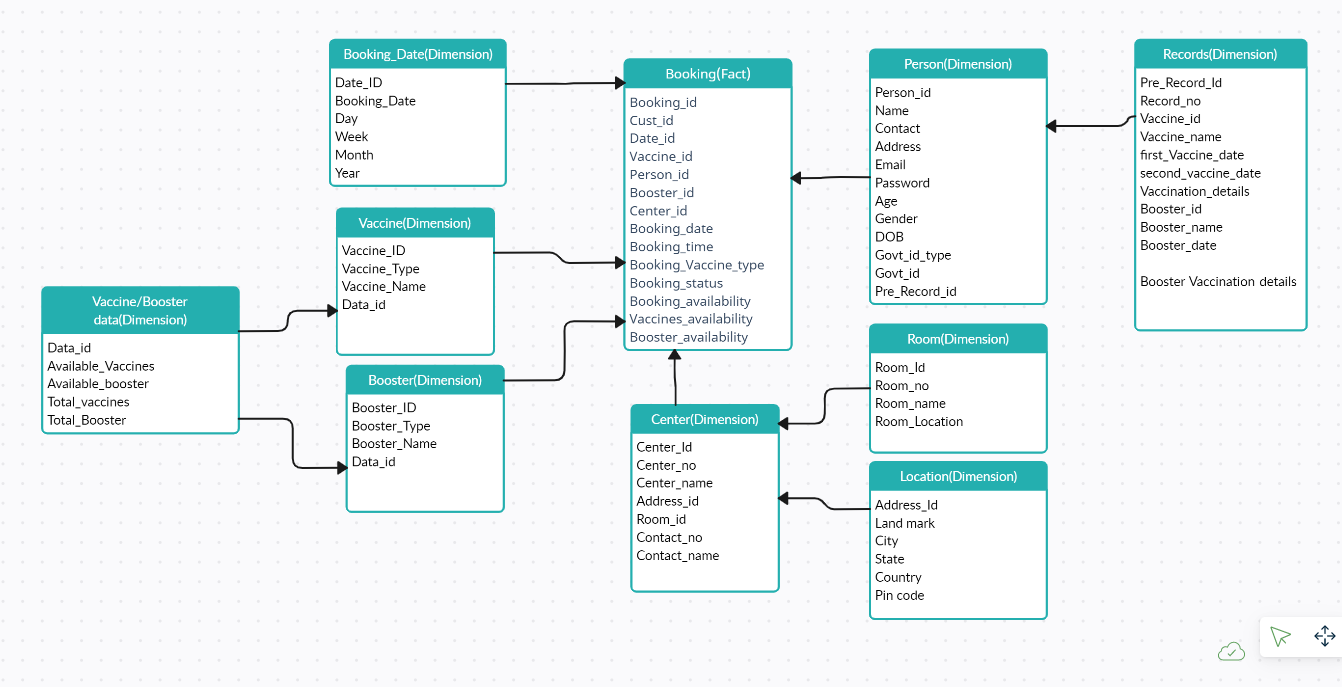 Booking_Date(Dimension)
Date_ID
Booking_Date
Day
Week
Month
Year
Vaccine(Dimension)
Vaccine_ID
Vaccine_Type
Vaccine_Name
Data_id
Vaccine/Booster
data(Dimension)
Data_id
Available_Vaccines
Available_booster
Total_vaccines
Total_Booster
Booster(Dimension)
Booster_ID
Booster_Type
Booster_Name
Data_id
Booking(Fact)
Booking_id
Cust_id
Date_id
Vaccine_id
Person_id
Booster_id
Center_id
Booking_date
Booking_time
Booking_Vaccine_type
Booking_status
Booking_availability
Vaccines_availability
Booster_availability
Center(Dimension)
Center_Id
Center_no
Center_name
Address_id
Room_id
Contact_no
Contact_name
Person(Dimension)
Person_id
Name
Contact
Address
Email
Password
Age
Gender
DOB
Govt_id_type
Govt_id
Pre_Record_id
Room(Dimension)
Room_Id
Room_no
Room_name
Room_Location
Location(Dimension)
Address_Id
Land mark
City
State
Country
Pin code
Records(Dimension)
Pre_Record_Id
Record_no
Vaccine_id
Vaccine_name
first_Vaccine_date
second_vaccine_date
Vaccination_details
Booster_id
Booster_name
Booster_date
Booster Vaccination details